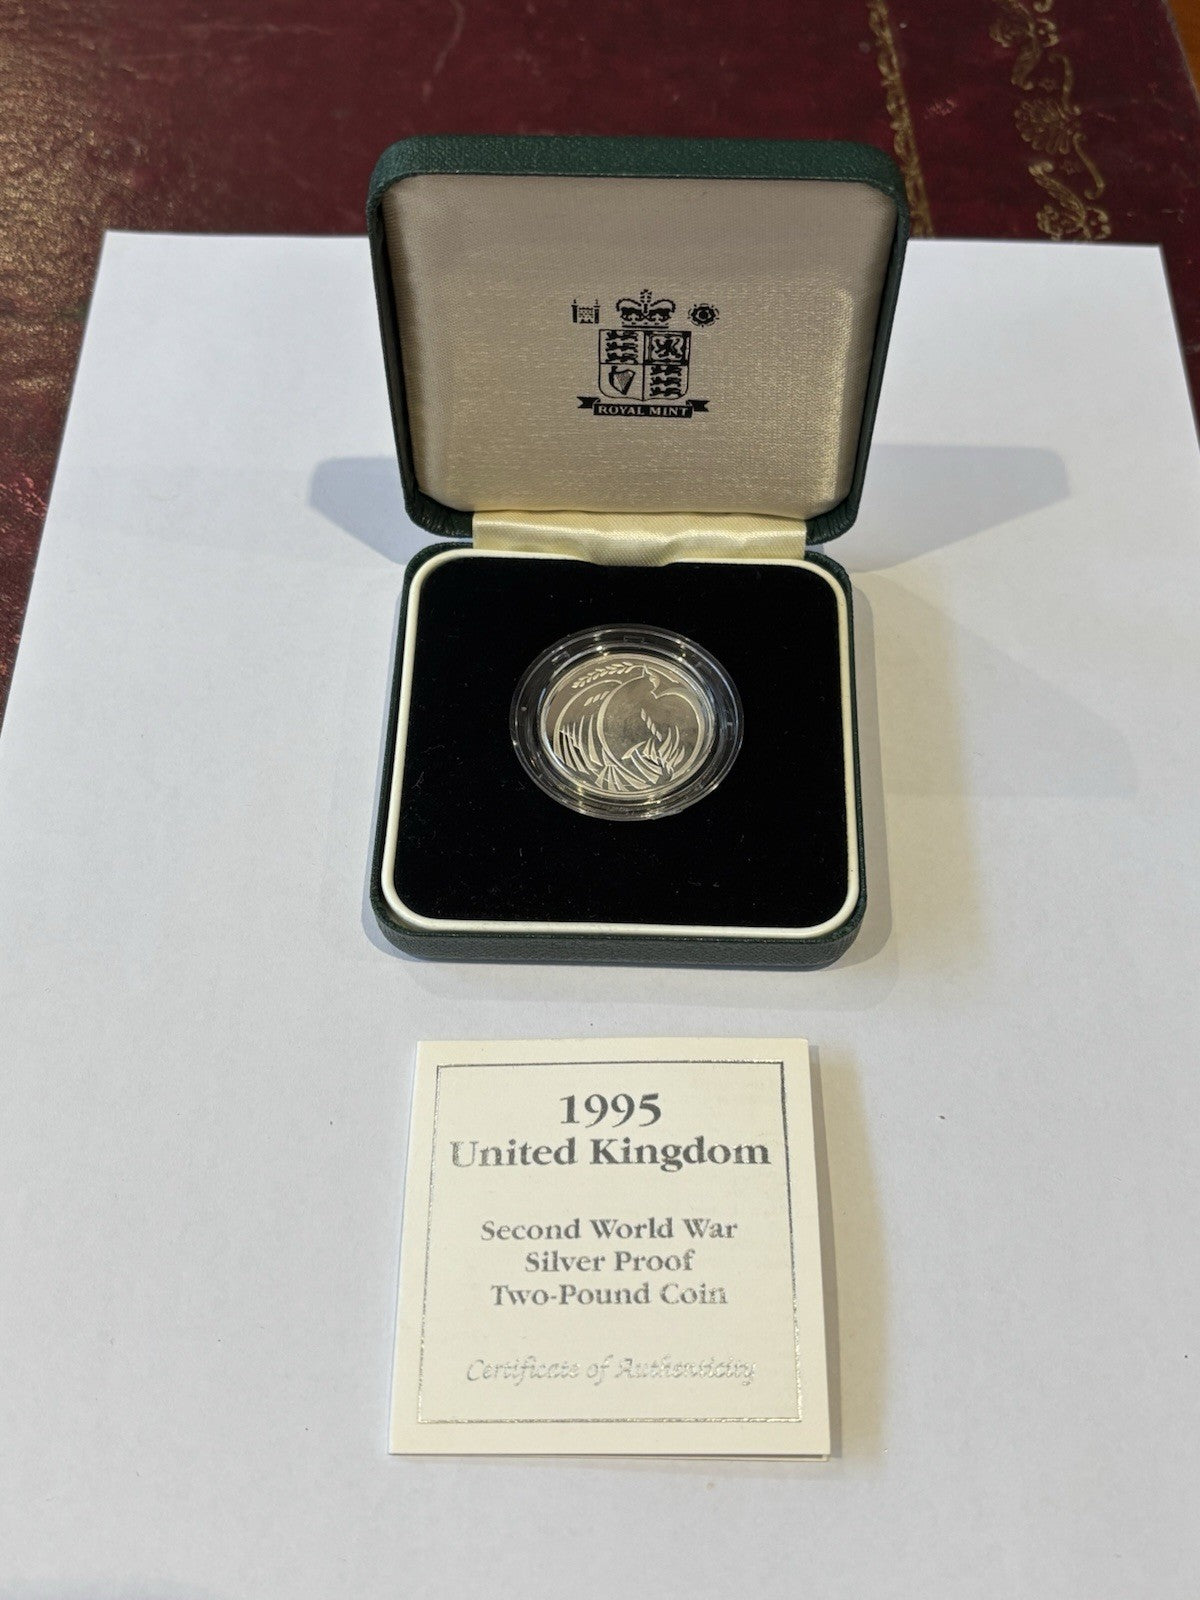 ROYAL MINT
1995
United Kingdom
Second World War
Silver Proof
Two-Pound Coin
Certificate of Authenticity